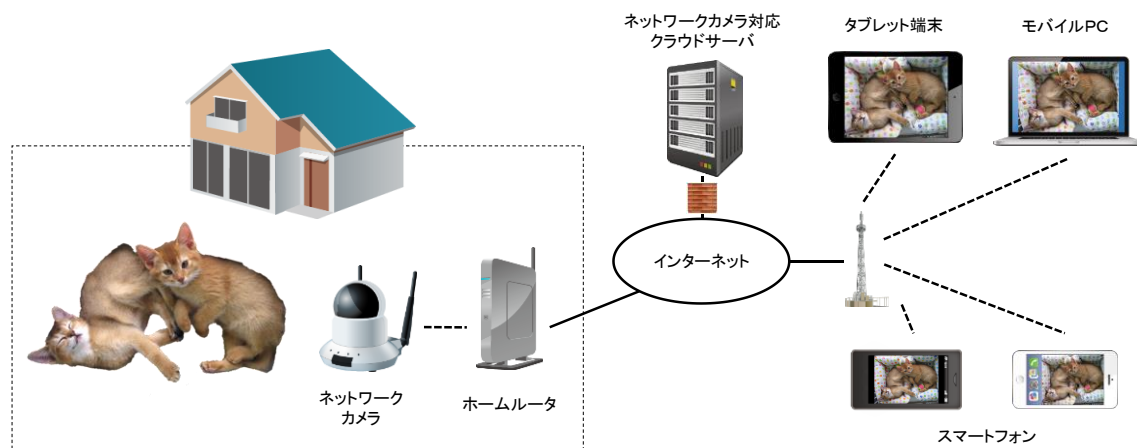 ネットワークカメラ対応
クラウドサーバ
タブレット端末
モバイルPC
インターネット
ネットワーク
カメラ
ホームルータ
スマートフォン